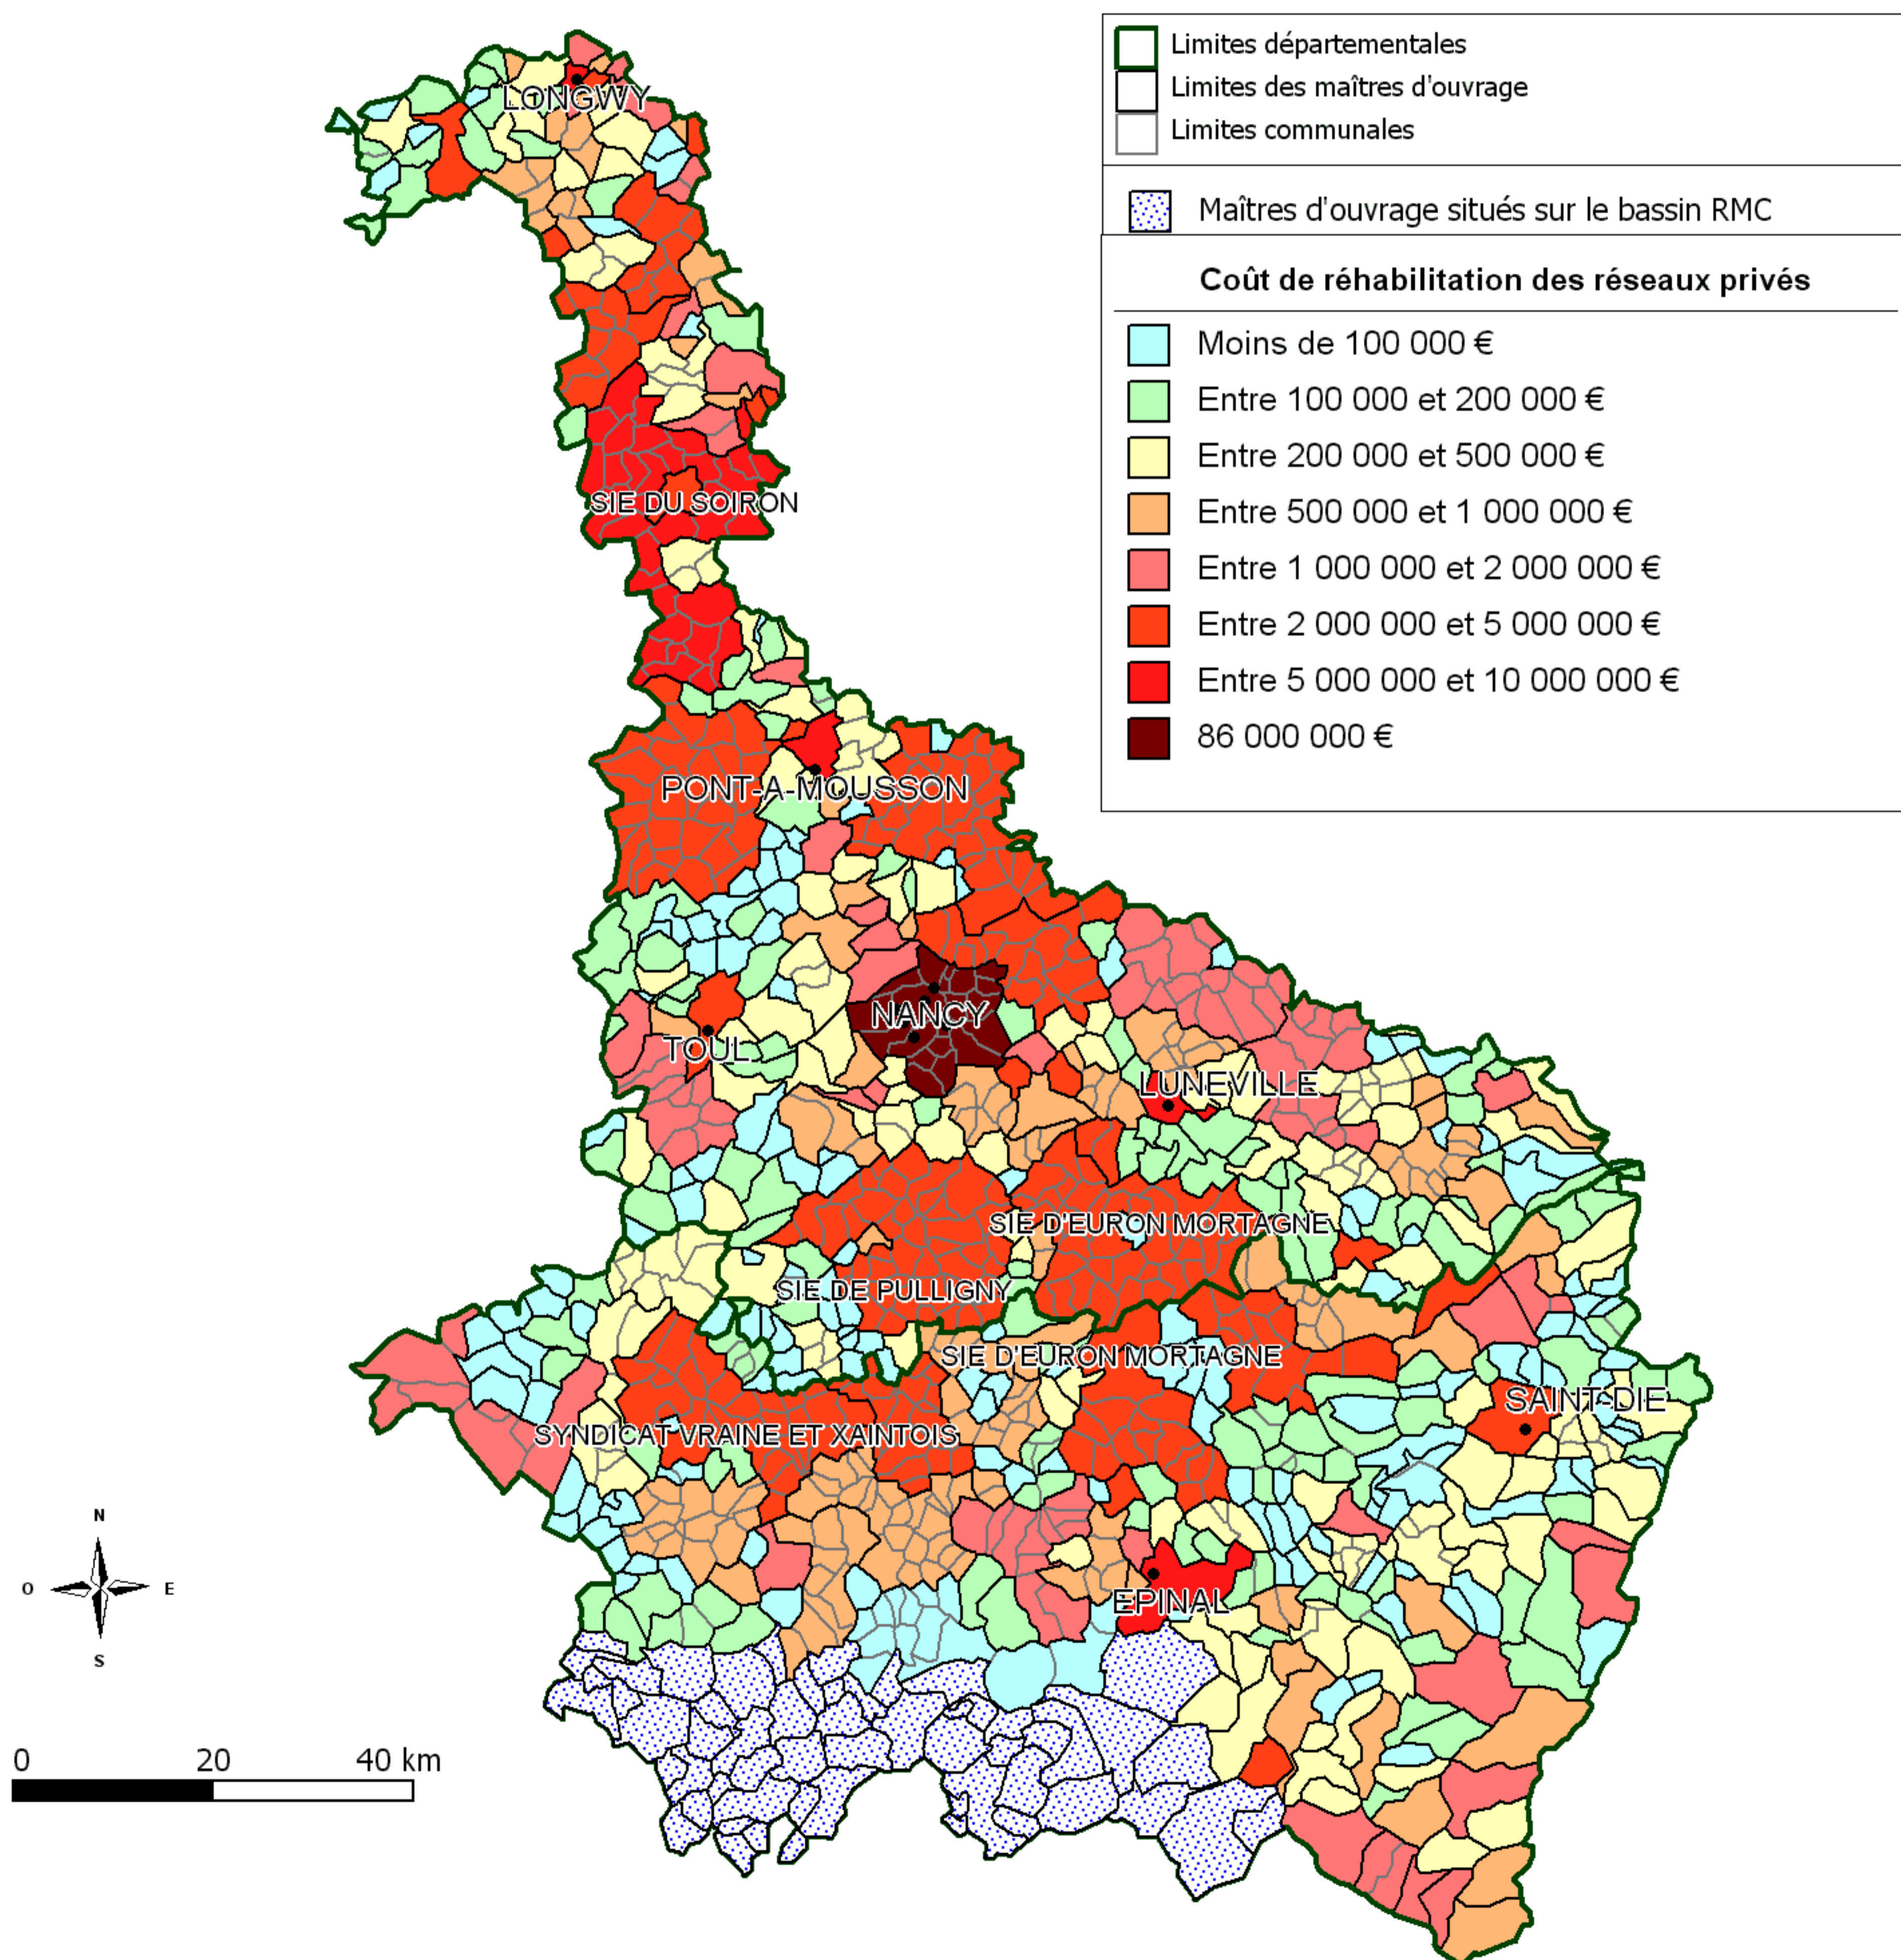 Limites départementales
Limites des maîtres d'ouvrage
Limites communales
Maîtres d'ouvrage situés sur le bassin RMC
Coût de réhabilitation des réseaux privés
Moins de 100 000 €
Entre 100 000 et 200 000 €
Entre 200 000 et 500 000 €
Entre 500 000 et 1 000 000 €
Entre 1 000 000 et 2 000 000 €
Entre 2 000 000 et 5 000 000 €
Entre 5 000 000 et 10 000 000 €
86 000 000 €
LONGWY
SIE DU SOIRON
PONT-A-MOUSSON
NANCY
TOUL
LUNEVILLE
SIE D'EURON MORTAGNE
SIE DE PULLIGNY
SIE D'EURON MORTAGNE
SAINT-DIE
SYNDICAT VRAINE ET XAINTOIS
EPINAL
N
O E
S
0 20 40 km